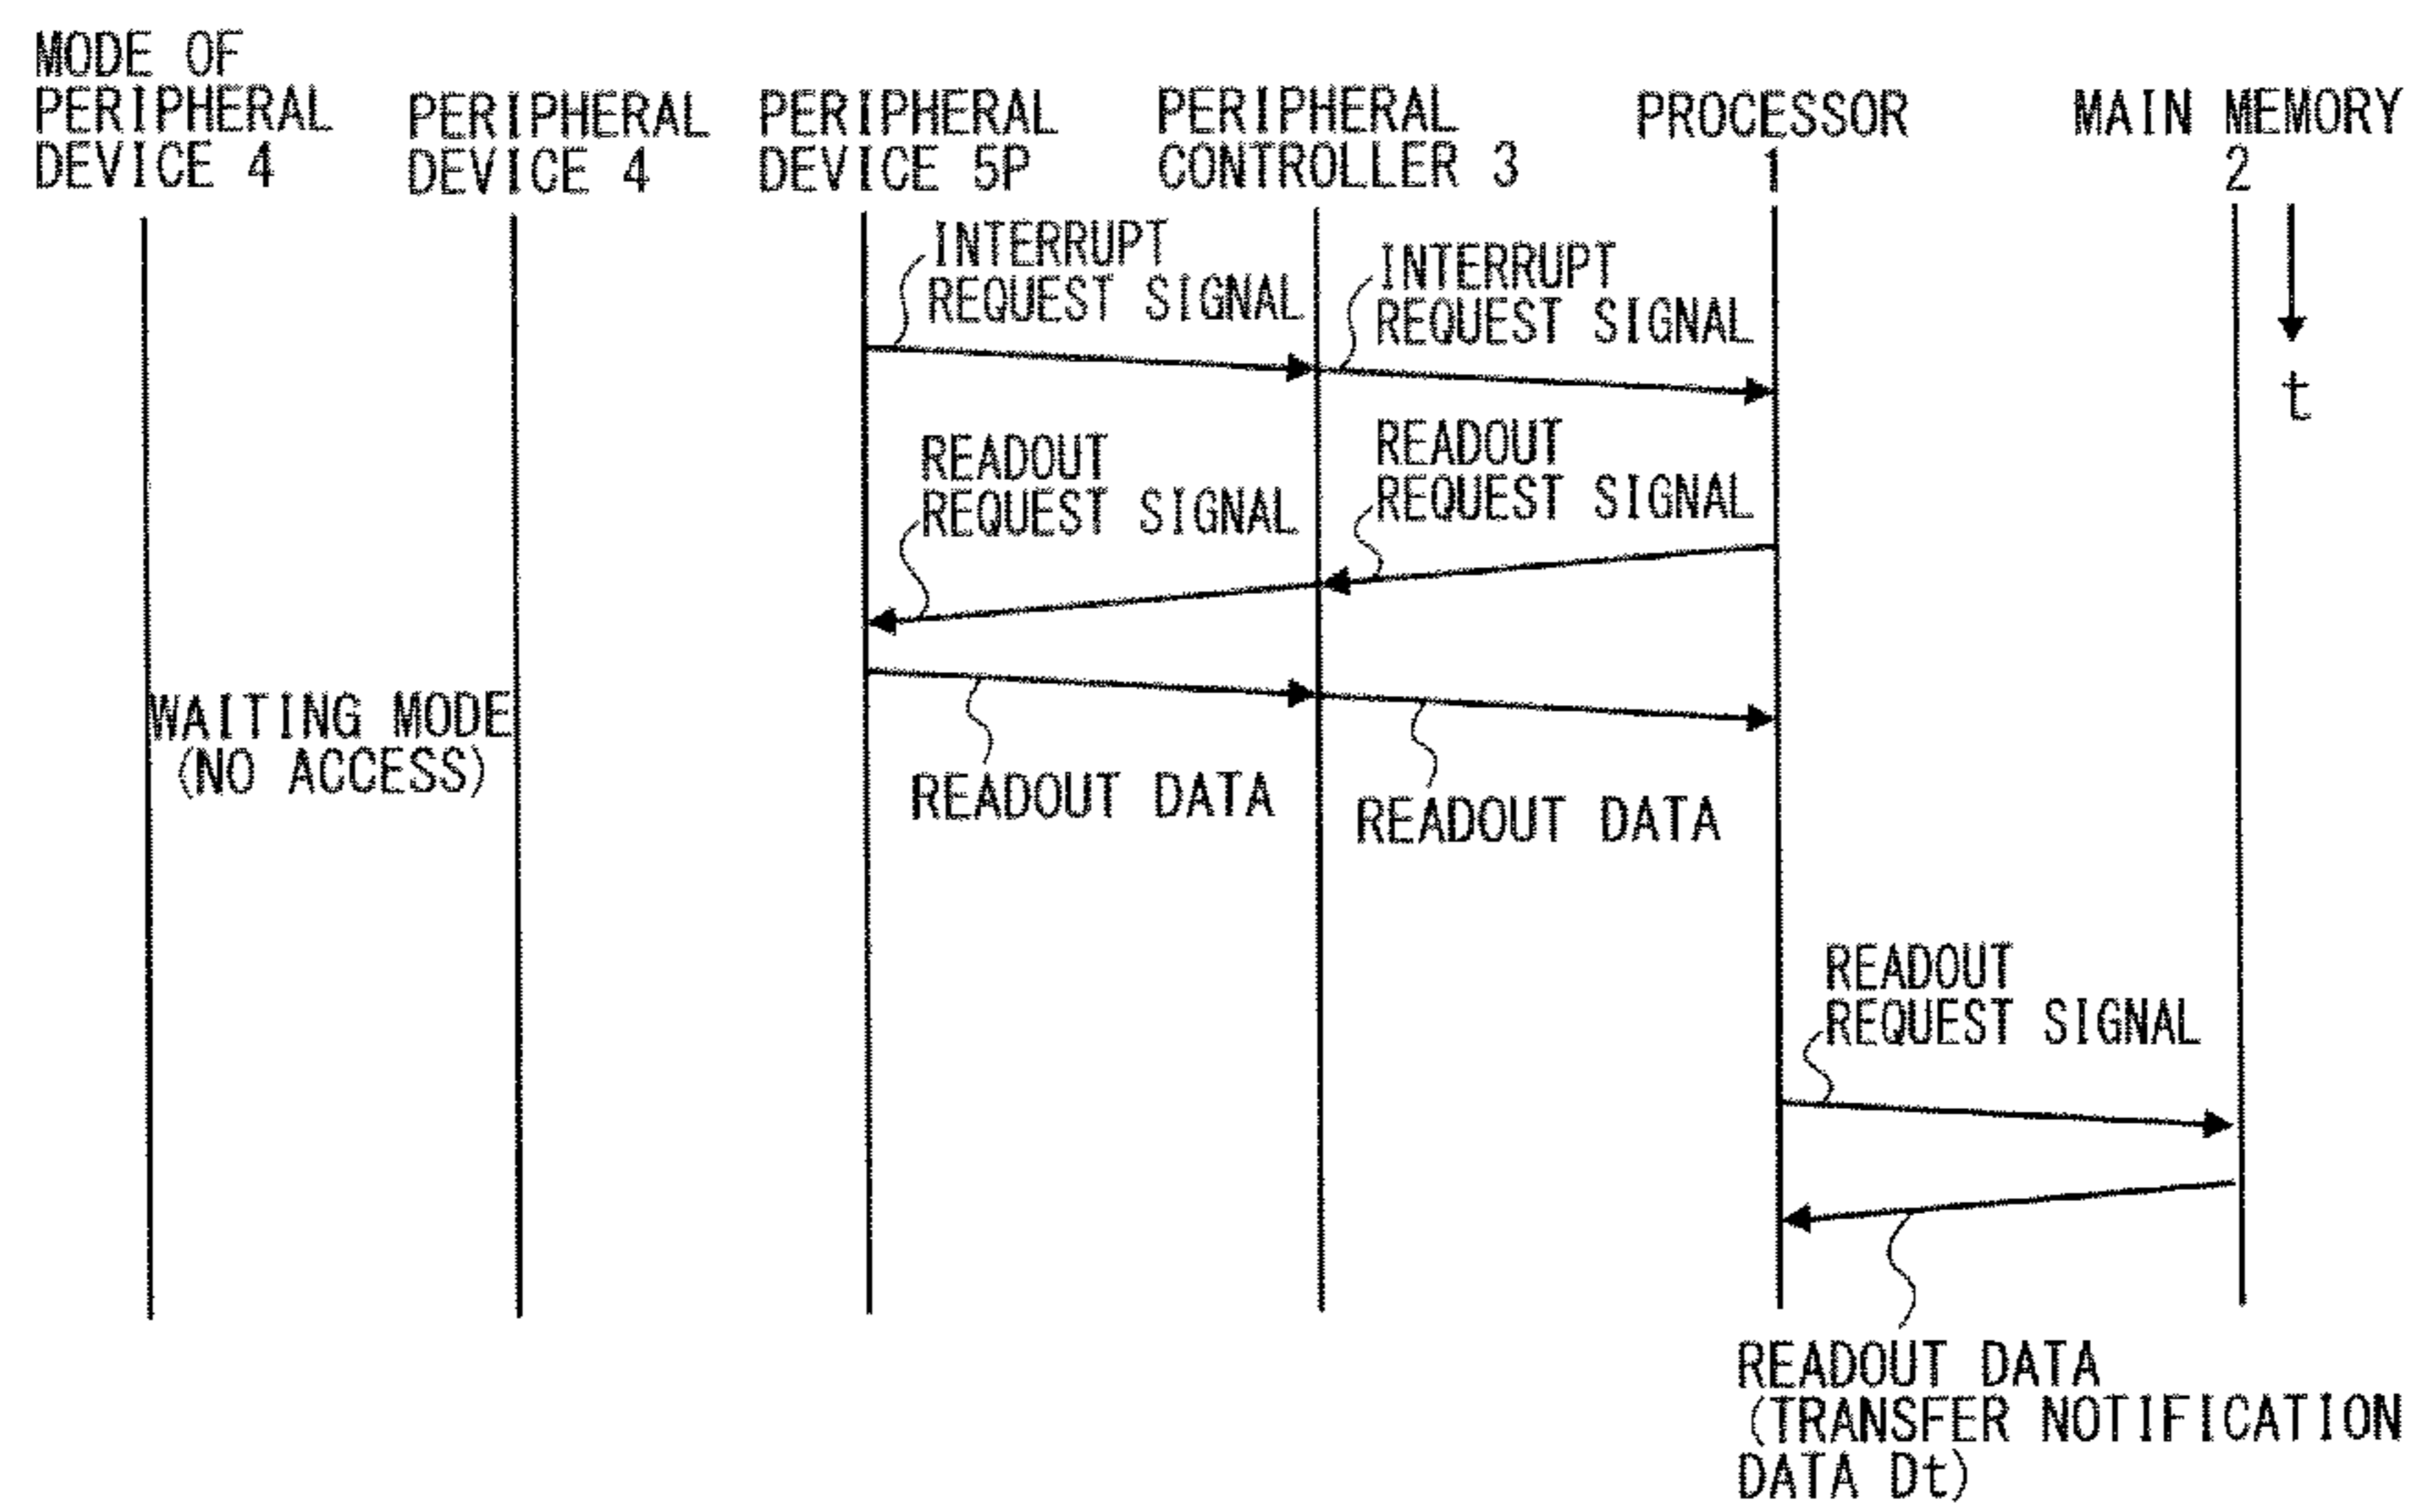 MODE OF
PERIPHERAL
DEVICE 4
PERIPHERAL
DEVICE 4
PERIPHERAL
DEVICE 5P
PERIPHERAL
CONTROLLER 3
PROCESSOR
1
MAIN MEMORY
2
t
INTERRUPT
REQUEST SIGNAL
INTERRUPT
REQUEST SIGNAL
READOUT
REQUEST SIGNAL
READOUT
REQUEST SIGNAL
WAITING MODE
(NO ACCESS)
READOUT DATA
READOUT DATA
READOUT
REQUEST SIGNAL
READOUT DATA
(TRANSFER NOTIFICATION
DATA Dt)